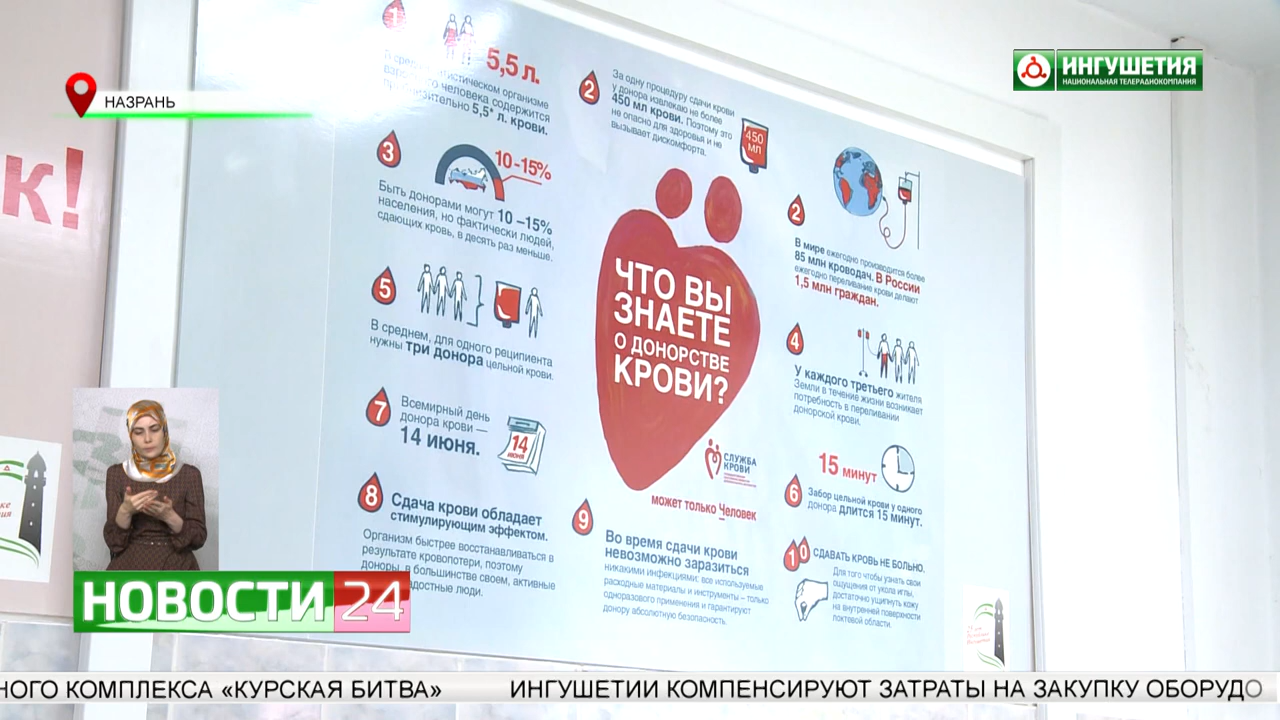 НАЗРАНЬ
ИНГУШЕТИЯ
НАЦИОНАЛЬНАЯ ТЕЛЕРАДИОКОМПАНИЯ
к!
1
5,5 л.
человека содержится
5,5* л. крови.
2
За одну процедуру сдачи крови
у донора извлекаю не более
450 мл крови. Поэтому это
не опасно для здоровья и не
вызывает дискомфорта.
450
МЛ
3
10-15%
Быть донорами могут 10 –15%
населения, но фактически людей,
сдающих кровь, в десять раз меньше.
2
В мире ежегодно производится более
85 млн кроводач. В России
ежегодно переливание крови делают
1,5 млн граждан.
ЧТО ВЫ
ЗНАЕТЕ
О ДОНОРСТВЕ
КРОВИ?
5
В среднем, для одного реципиента
нужны три донора цельной крови.
4
У каждого третьего жителя
Земли в течение жизни возникает
потребность в переливании
донорской крови.
7
Всемирный день
донора крови —
14 июня.
14
ИЮНЯ
СЛУЖБА
КРОВИ
может только Человек
15 минут
6
Забор цельной крови у одного
донора длится 15 минут.
8
Сдача крови обладает
стимулирующим эффектом.
Организм быстрее восстанавливаться в
результате кровопотери, поэтому
доноры, в большинстве своем, активные
люди.
9
Во время сдачи крови
невозможно заразиться
никакими инфекциями: все используемые
расходные материалы и инструменты – только
одноразового применения и гарантируют
донору абсолютную безопасность.
10
СДАВАТЬ КРОВЬ НЕ БОЛЬНО.
Для того чтобы узнать свои
ощущения от укола иглы,
достаточно ущипнуть кожу
на внутренней поверхности
локтевой области.
НОВОСТИ 24
НОГО КОМПЛЕКСА «КУРСКАЯ БИТВА» ИНГУШЕТИИ КОМПЕНСИРУЮТ ЗАТРАТЫ НА ЗАКУПКУ ОБОРУДО